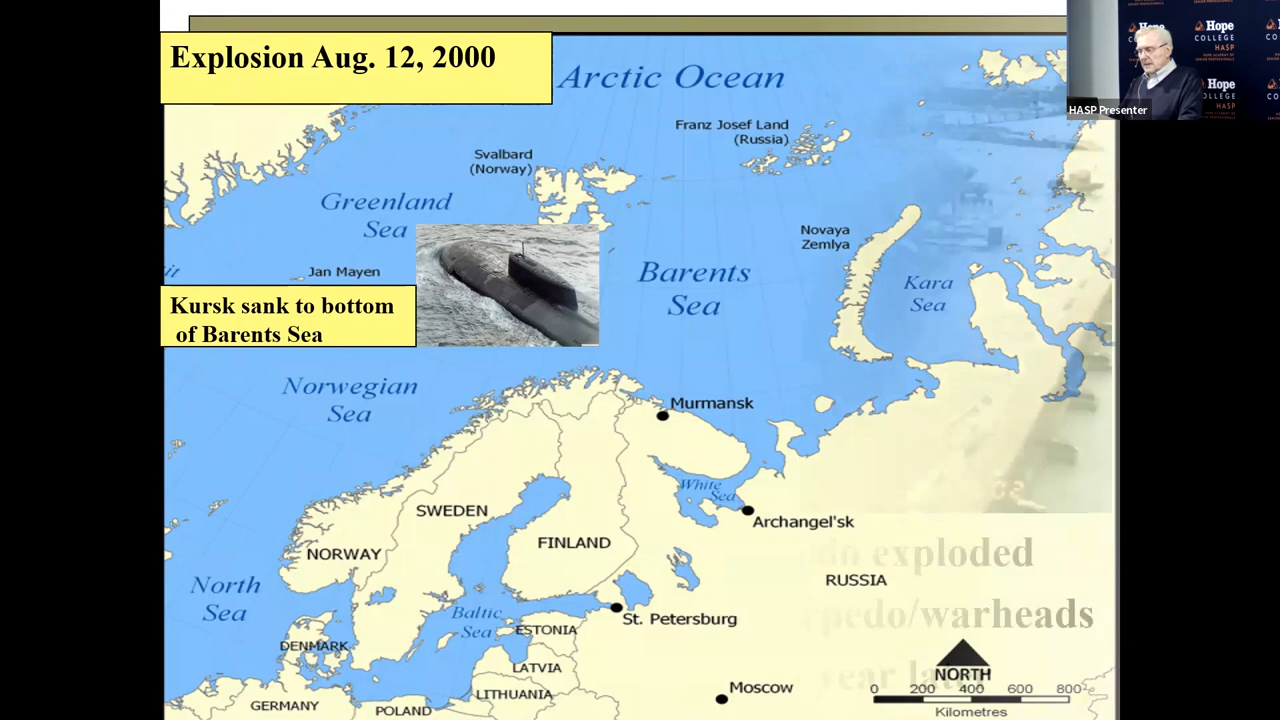 Explosion Aug. 12, 2000
Arctic Ocean
Franz Josef Land
(Russia)
Svalbard
(Norway)
Greenland
Sea
Novaya
Zemlya
Jan Mayen
Barents
Sea
Kara
Sea
Kursk sank to bottom
of Barents Sea
Norwegian
Sea
Murmansk
White
Sea
SWEDEN
Archangel'sk
NORWAY
FINLAND
exploded
RUSSIA
North
Sea
Baltic
Sea
St. Petersburg
/warheads
ESTONIA
DENMARK
LATVIA
year
NORTH
LITHUANIA
Moscow
0 200 400 600 800
GERMANY
POLAND
Kilometres
Hope
COLLEGE
HASP
Hope
HASP
HASP Presenter